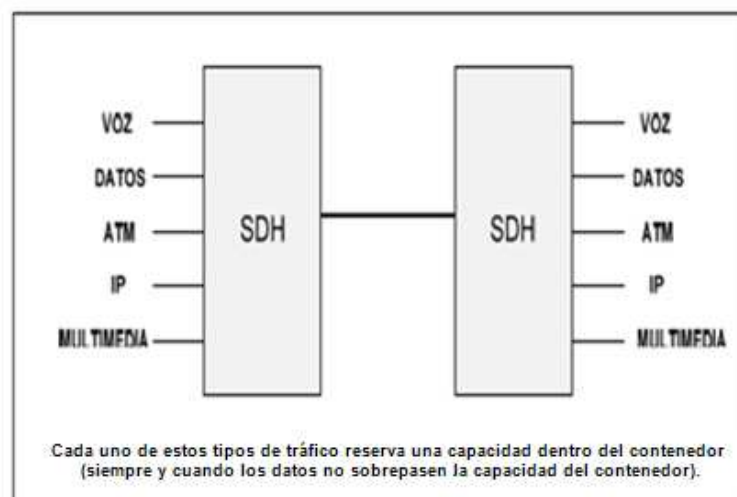 VOZ
DATOS
ATM
IP
MULTIMEDIA
SDH
SDH
VOZ
DATOS
ATM
IP
MULTIMEDIA
Cada uno de estos tipos de tráfico reserva una capacidad dentro del contenedor
(siempre y cuando los datos no sobrepasen la capacidad del contenedor).